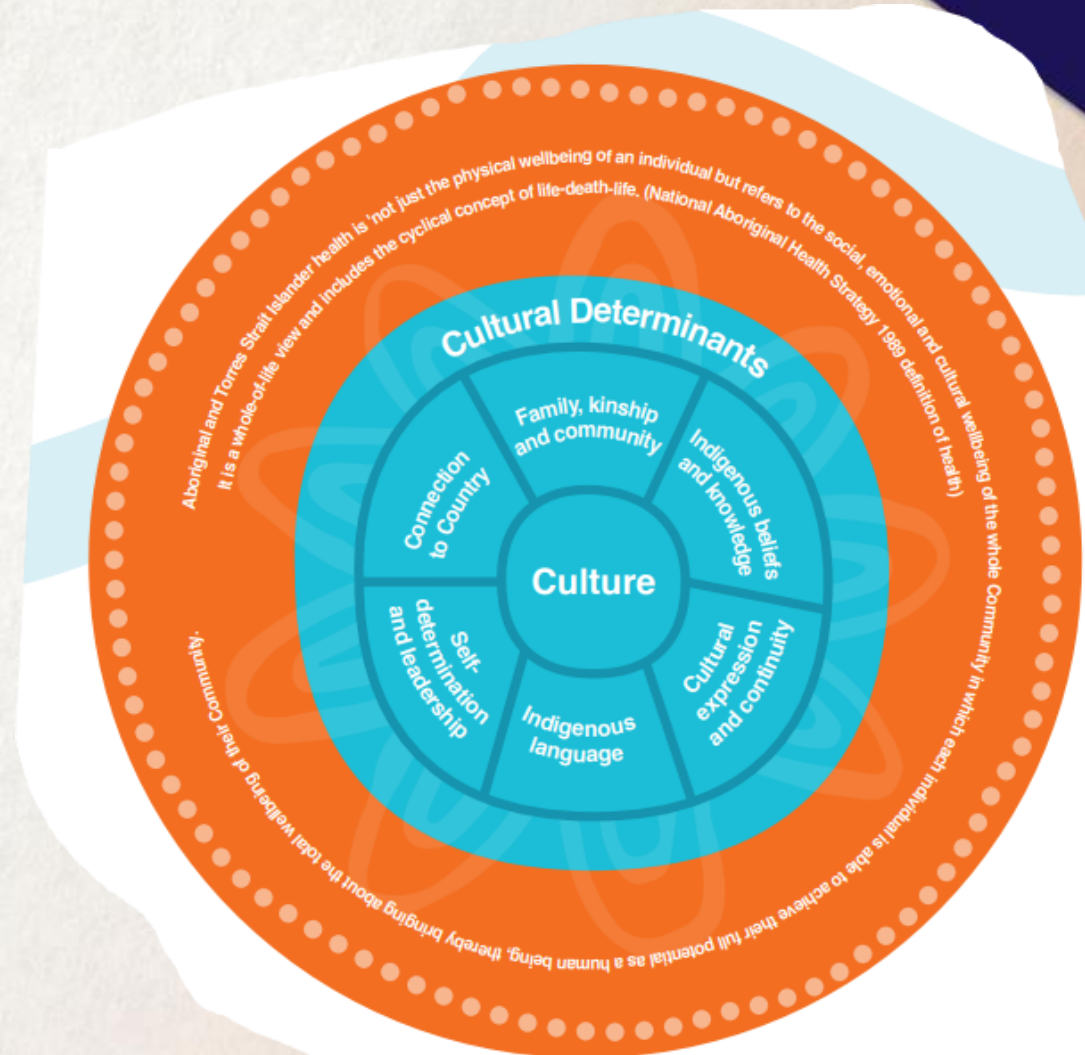 Aboriginal and Torres Strait Islander health is 'not just the physical wellbeing of an individual but refers to the social, emotional and cultural wellbeing of the whole Community in which each individual is able to achieve their full potential as a human being, thereby bringing about the total wellbeing of their Community.
It is a whole-of-life view and includes the cyclical concept of life-death-life. (National Aboriginal Health Strategy 1989 definition of health)
Cultural Determinants
Family, kinship
and community
Indigenous beliefs
and knowledge
Cultural
expression
and continuity
Indigenous
language
Self-
determination
and leadership
Connection
to Country
Culture